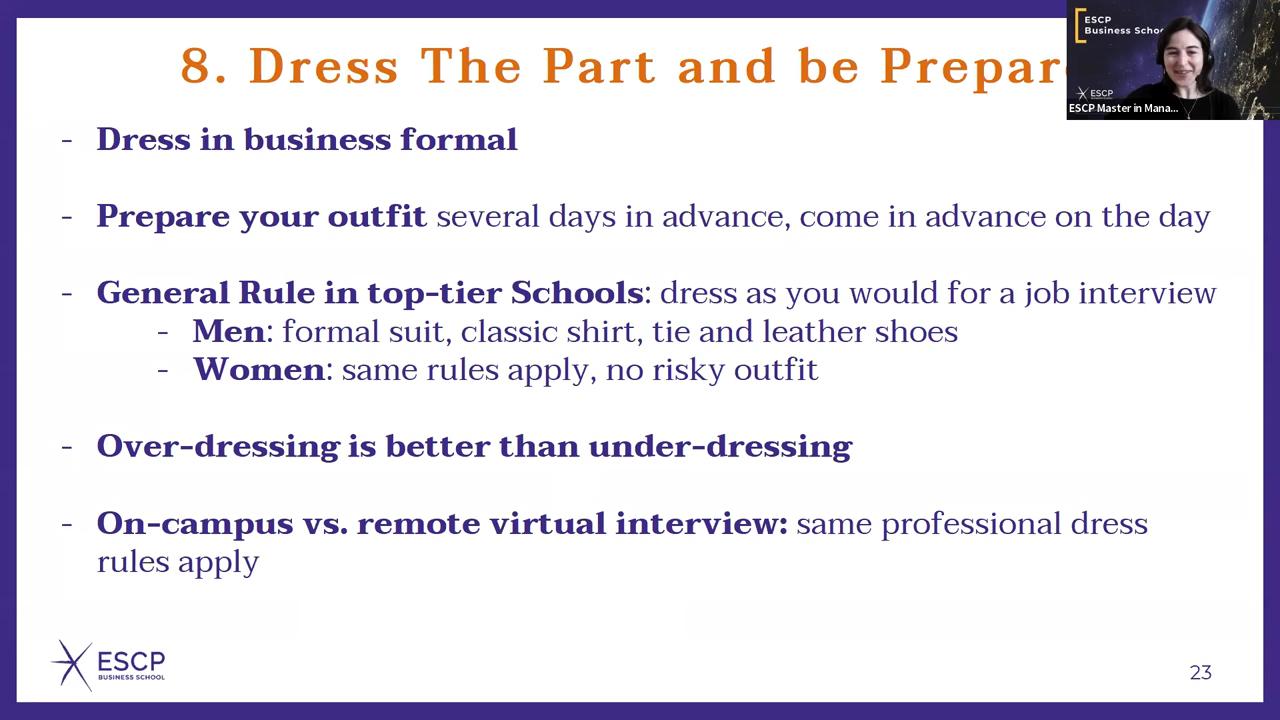 8. Dress The Part and be Prepare
ESCP
Business Schoo
ESCP
ESCP Master in Mana...
- Dress in business formal
- Prepare your outfit several days in advance, come in advance on the day
- General Rule in top-tier Schools: dress as you would for a job interview
- Men: formal suit, classic shirt, tie and leather shoes
- Women: same rules apply, no risky outfit
- Over-dressing is better than under-dressing
- On-campus vs. remote virtual interview: same professional dress
rules apply
ESCP
BUSINESS SCHOOL
23